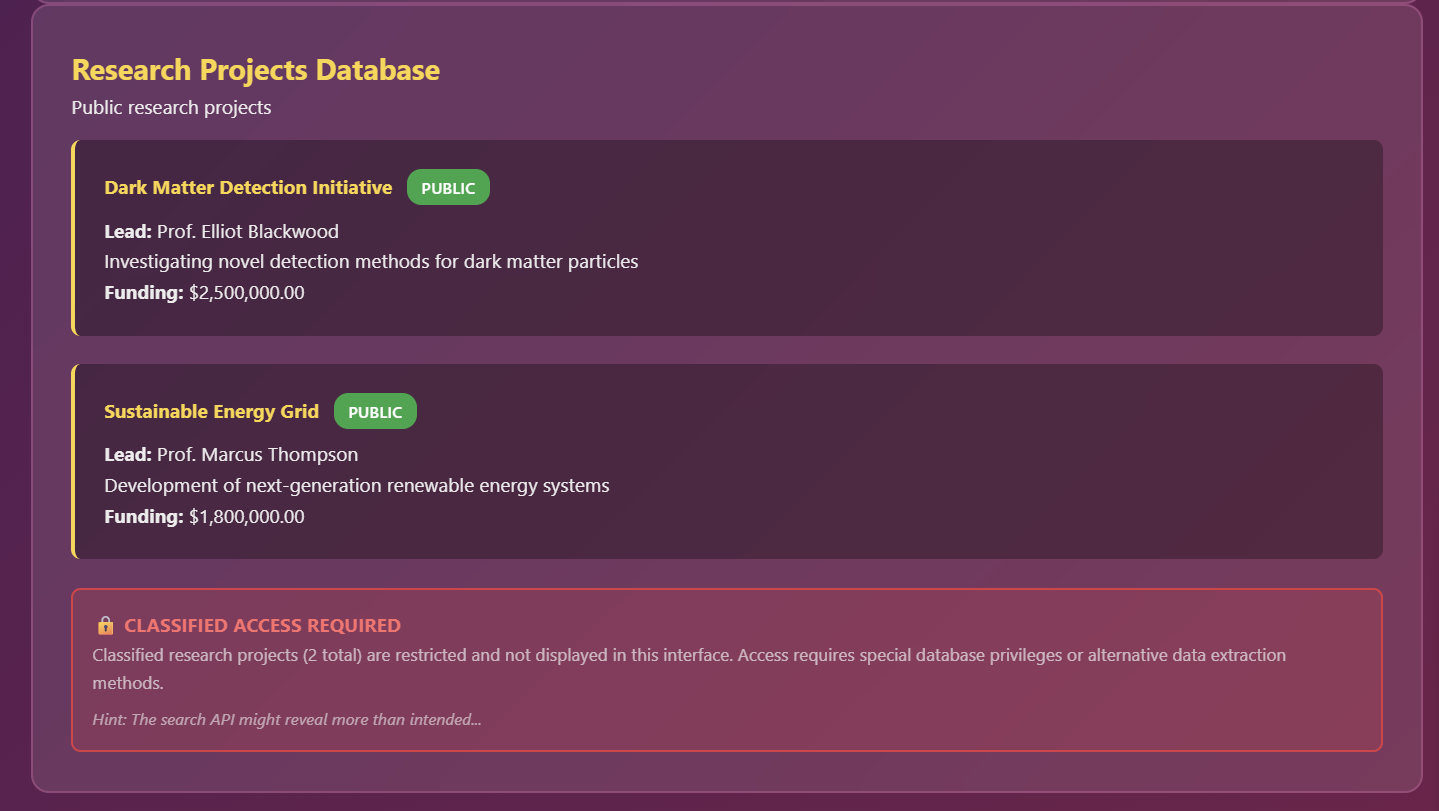 Research Projects Database
Public research projects
Dark Matter Detection Initiative PUBLIC
Lead: Prof. Elliot Blackwood
Investigating novel detection methods for dark matter particles
Funding: $2,500,000.00
Sustainable Energy Grid PUBLIC
Lead: Prof. Marcus Thompson
Development of next-generation renewable energy systems
Funding: $1,800,000.00
🔒 CLASSIFIED ACCESS REQUIRED
Classified research projects (2 total) are restricted and not displayed in this interface. Access requires special database privileges or alternative data extraction
methods.
Hint: The search API might reveal more than intended...